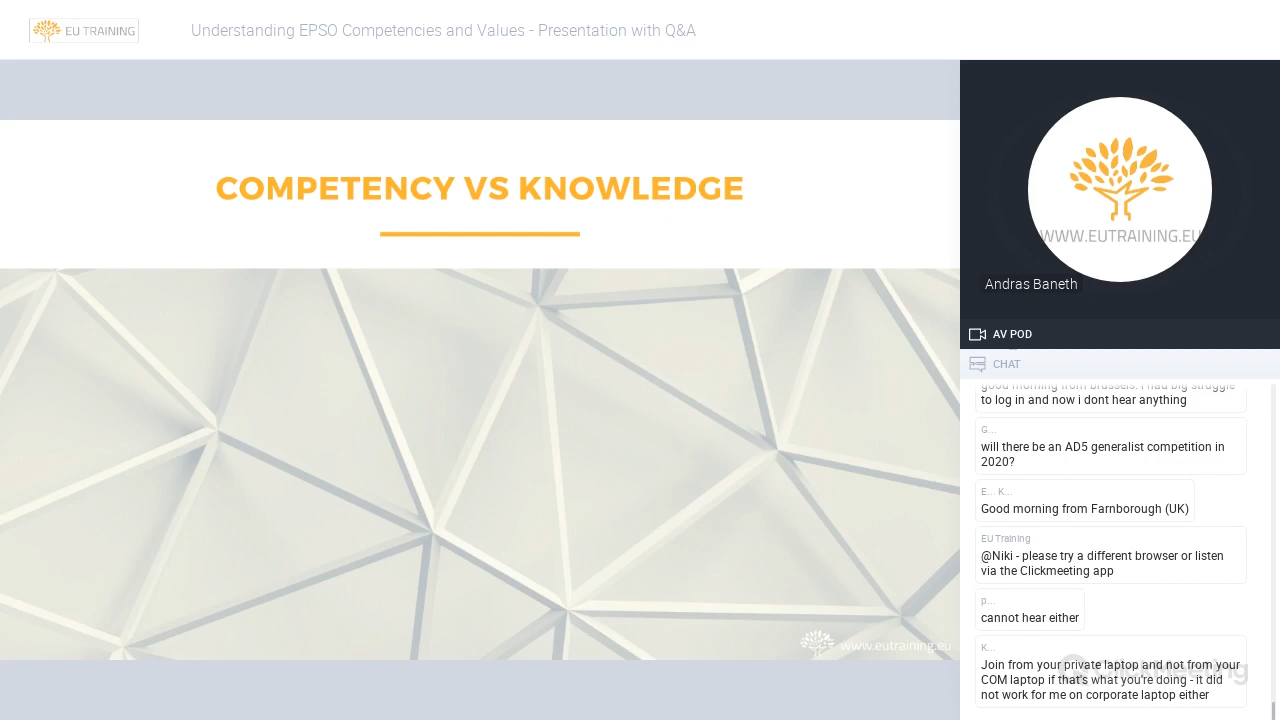 EU TRAINING
Understanding EPSO Competencies and Values - Presentation with Q&A
COMPETENCY VS KNOWLEDGE
www.eutraining.eu
WWW.EUTRAINING.EU
Andras Baneth
AV POD
CHAT
good morning from brussels. i had big struggle
to log in and now i dont hear anything
G...
will there be an AD5 generalist competition in
2020?
E... K...
Good morning from Farnborough (UK)
EU Training
@Niki - please try a different browser or listen
via the Clickmeeting app
p...
cannot hear either
K...
Join from your private laptop and not from your
COM laptop if that's what you're doing - it did
not work for me on corporate laptop either
ClickMeeting